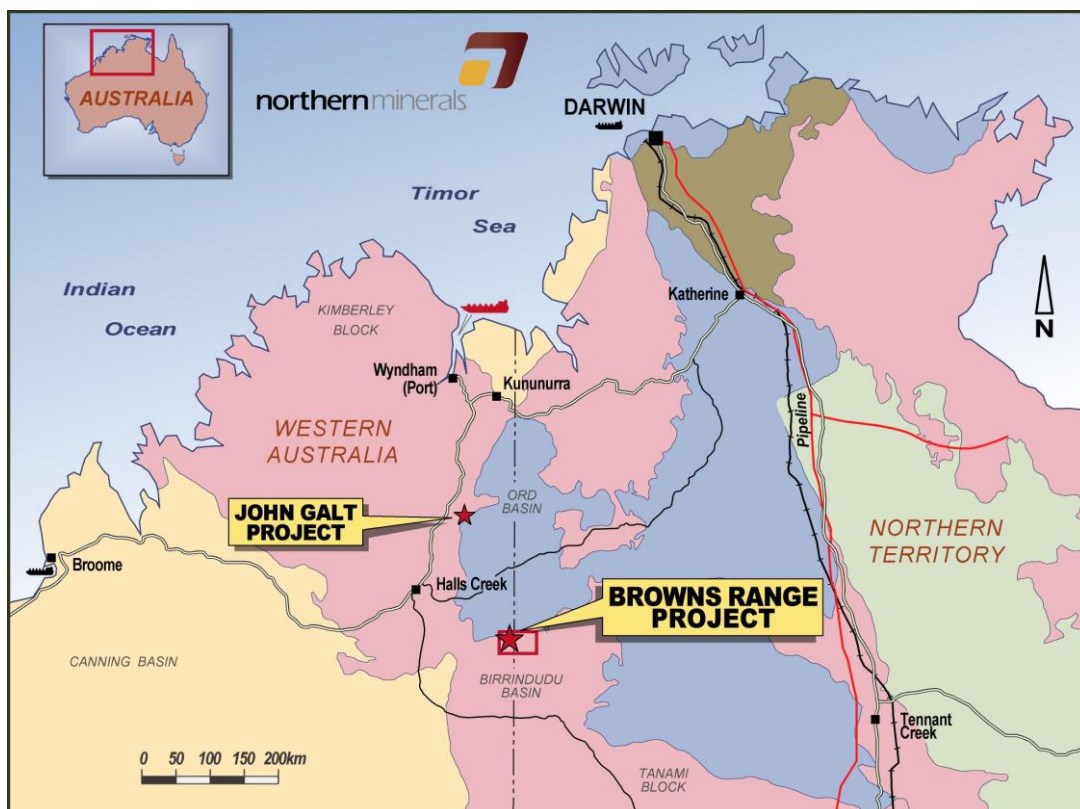 AUSTRALIA
northernminerals
DARWIN
Timor
Sea
Indian
Ocean
KIMBERLEY
BLOCK
Katherine
N
Wyndham
(Port)
Kununurra
Pipeline
WESTERN
AUSTRALIA
JOHN GALT
PROJECT
ORD
BASIN
NORTHERN
TERRITORY
Broome
Halls Creek
BROWNS RANGE
PROJECT
CANNING BASIN
BIRRINDUDU
BASIN
Tennant
Creek
0 50 100 150 200km
TANAMI
BLOCK